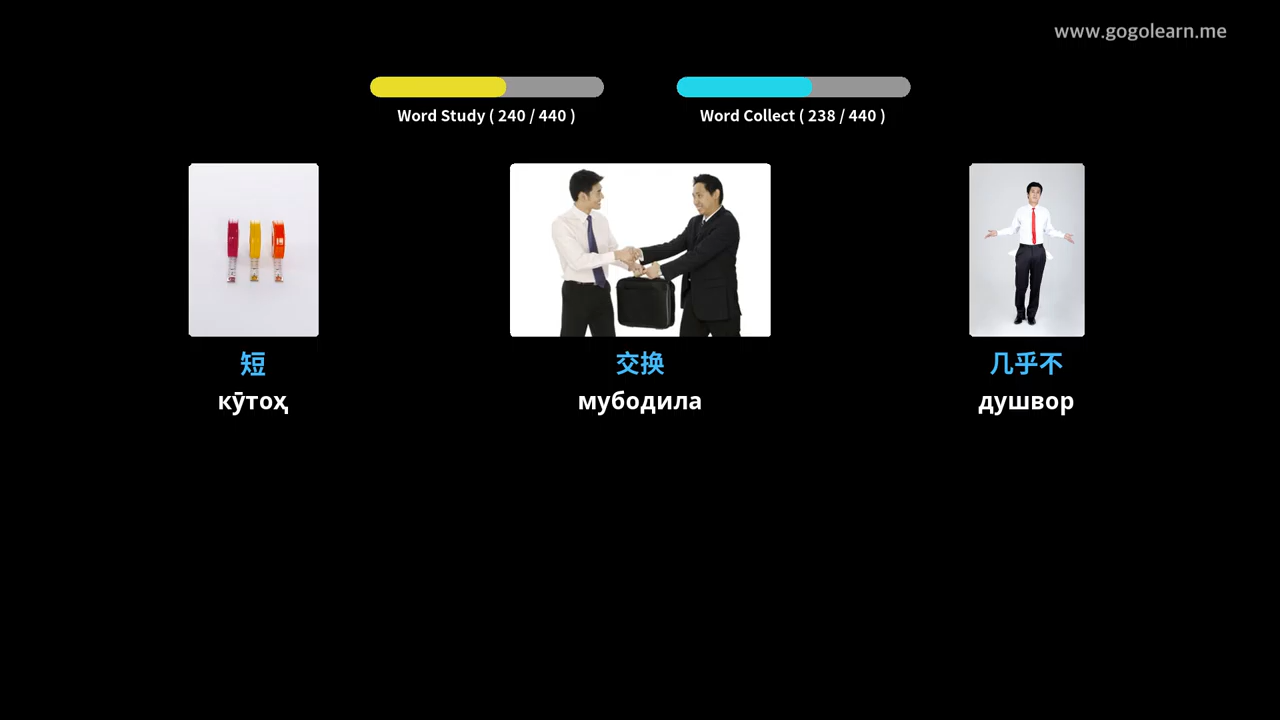 www.gogolearn.me
Word Study ( 240 / 440 )
Word Collect ( 238 / 440 )
短
кӯтоҳ
交换
мубодила
几乎不
душвор